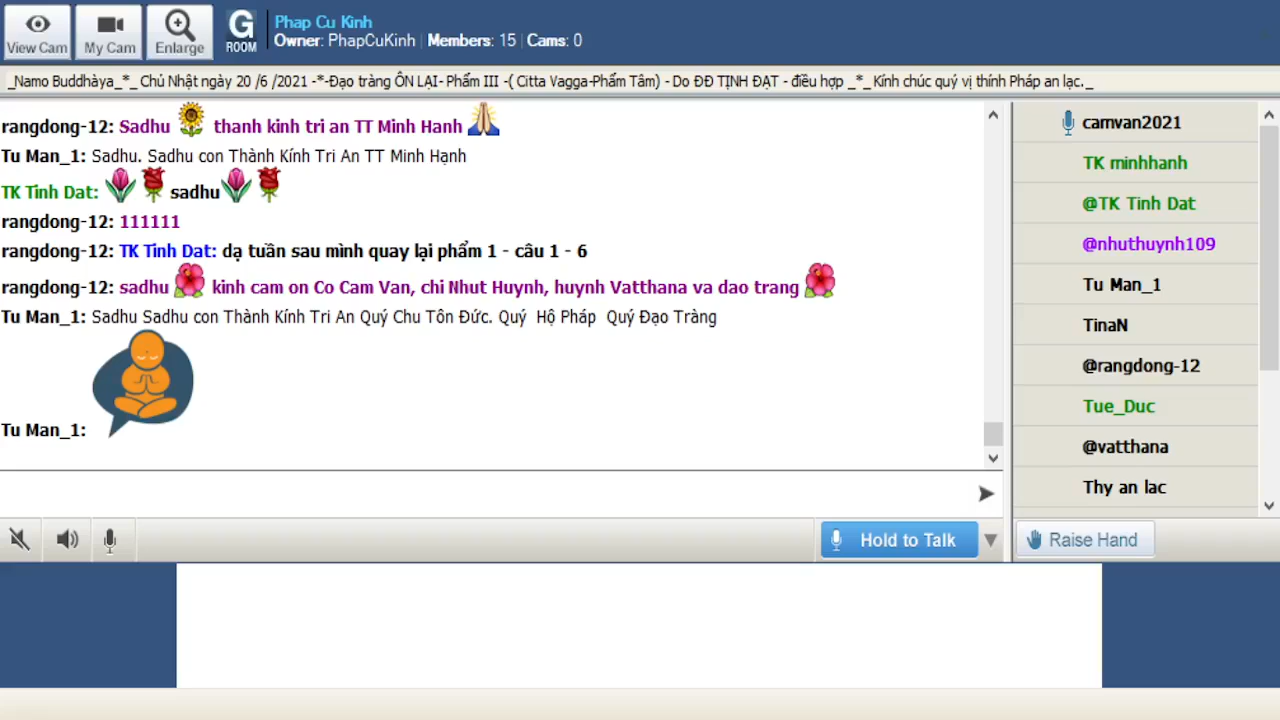 View Cam
My Cam
Enlarge
G
ROOM
Phap Cu Kinh
Owner: PhapCuKinh | Members: 15 | Cams: 0
_Namo Buddhàya_*_ Chủ Nhật ngày 20 /6 /2021 -*-Đạo tràng ÔN LẠI- Phẩm III -( Citta Vagga-Phẩm Tâm) - Do ĐĐ TỊNH ĐẠT - điều hợp _*_Kính chúc quý vị thính Pháp an lạc._
rangdong-12: Sadhu thanh kinh tri an TT Minh Hanh
Tu Man_1: Sadhu. Sadhu con Thành Kính Tri An TT Minh Hạnh
TK Tinh Dat: sadhu
rangdong-12: 111111
rangdong-12: TK Tinh Dat: dạ tuần sau mình quay lại phẩm 1 - câu 1 - 6
rangdong-12: sadhu kinh cam on Co Cam Van, chi Nhut Huynh, huynh Vatthana va dao trang
Tu Man_1: Sadhu Sadhu con Thành Kính Tri An Quý Chu Tôn Đức. Quý Hộ Pháp Quý Đạo Tràng
Tu Man_1:
camvan2021
TK minhhanh
@TK Tinh Dat
@nhuthuynh109
Tu Man_1
TinaN
@rangdong-12
Tue_Duc
@vatthana
Thy an lac
Hold to Talk
Raise Hand